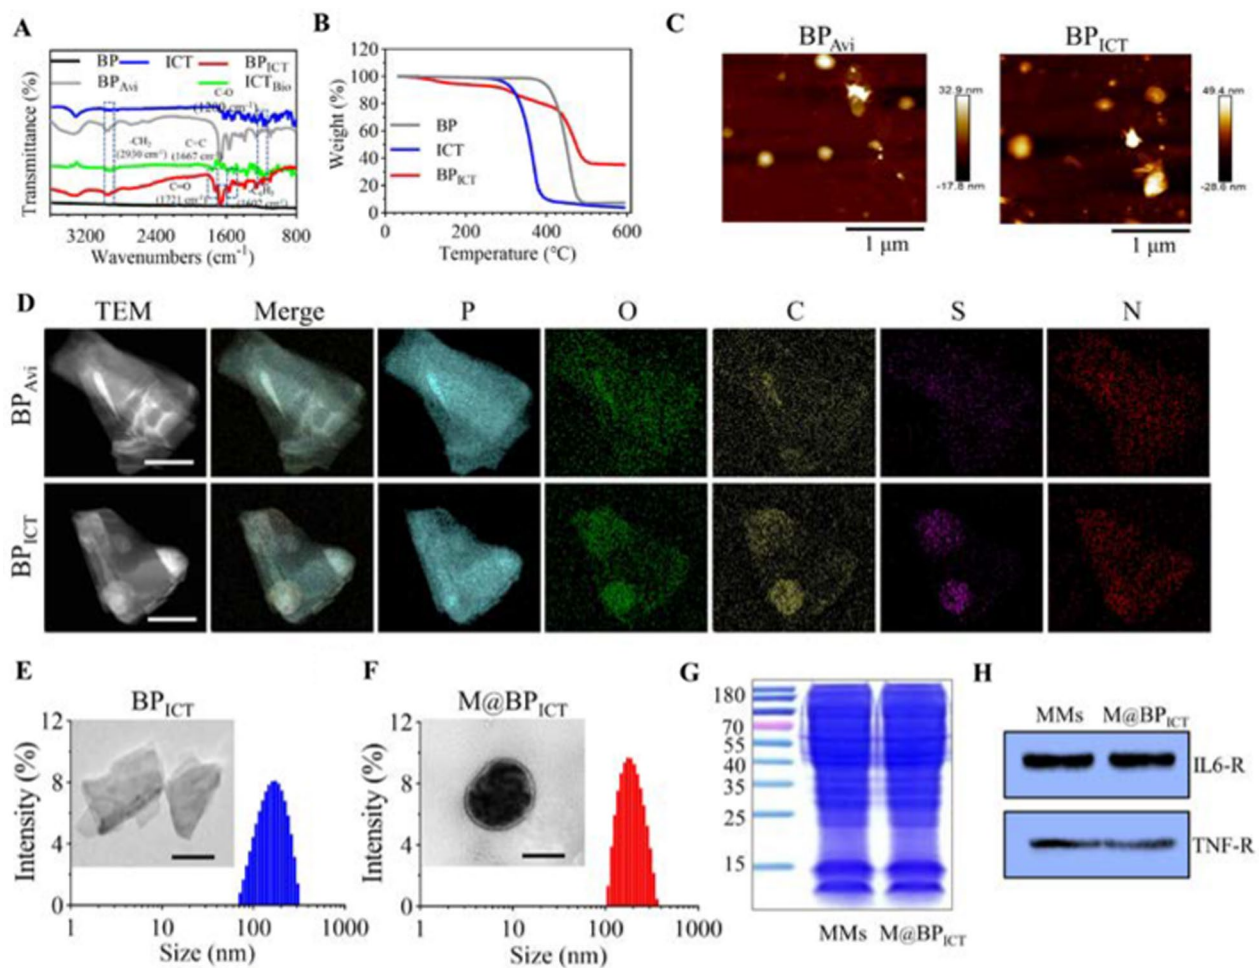 A
BP ICT BP_ICT
BP_Avi ICT_Bio
C-O
(1200 cm⁻¹)
-CH₂
(2930 cm⁻¹)
C=C
(1667 cm⁻¹)
C=O
(1721 cm⁻¹)
Transmittance (%)
3200 2400 1600 800
Wavenumbers (cm⁻¹)
B
120
100
80
60
40
20
0
Weight (%)
BP
ICT
BP_ICT
0 200 400 600
Temperature (°C)
C
BP_Avi
32.9 nm
-17.8 nm
1 μm
BP_ICT
49.4 nm
-28.6 nm
1 μm
D
TEM Merge P O C S N
BP_Avi
BP_ICT
E
BP_ICT
12
8
4
0
Intensity (%)
1 10 100 1000
Size (nm)
F
M@BP_ICT
12
8
4
0
Intensity (%)
1 10 100 1000
Size (nm)
G
180
70
55
40
35
25
15
MMs M@BP_ICT
H
MMs M@BP_ICT
IL6-R
TNF-R